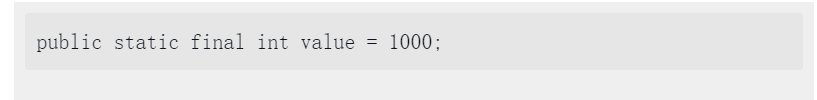 public static final int value = 1000;